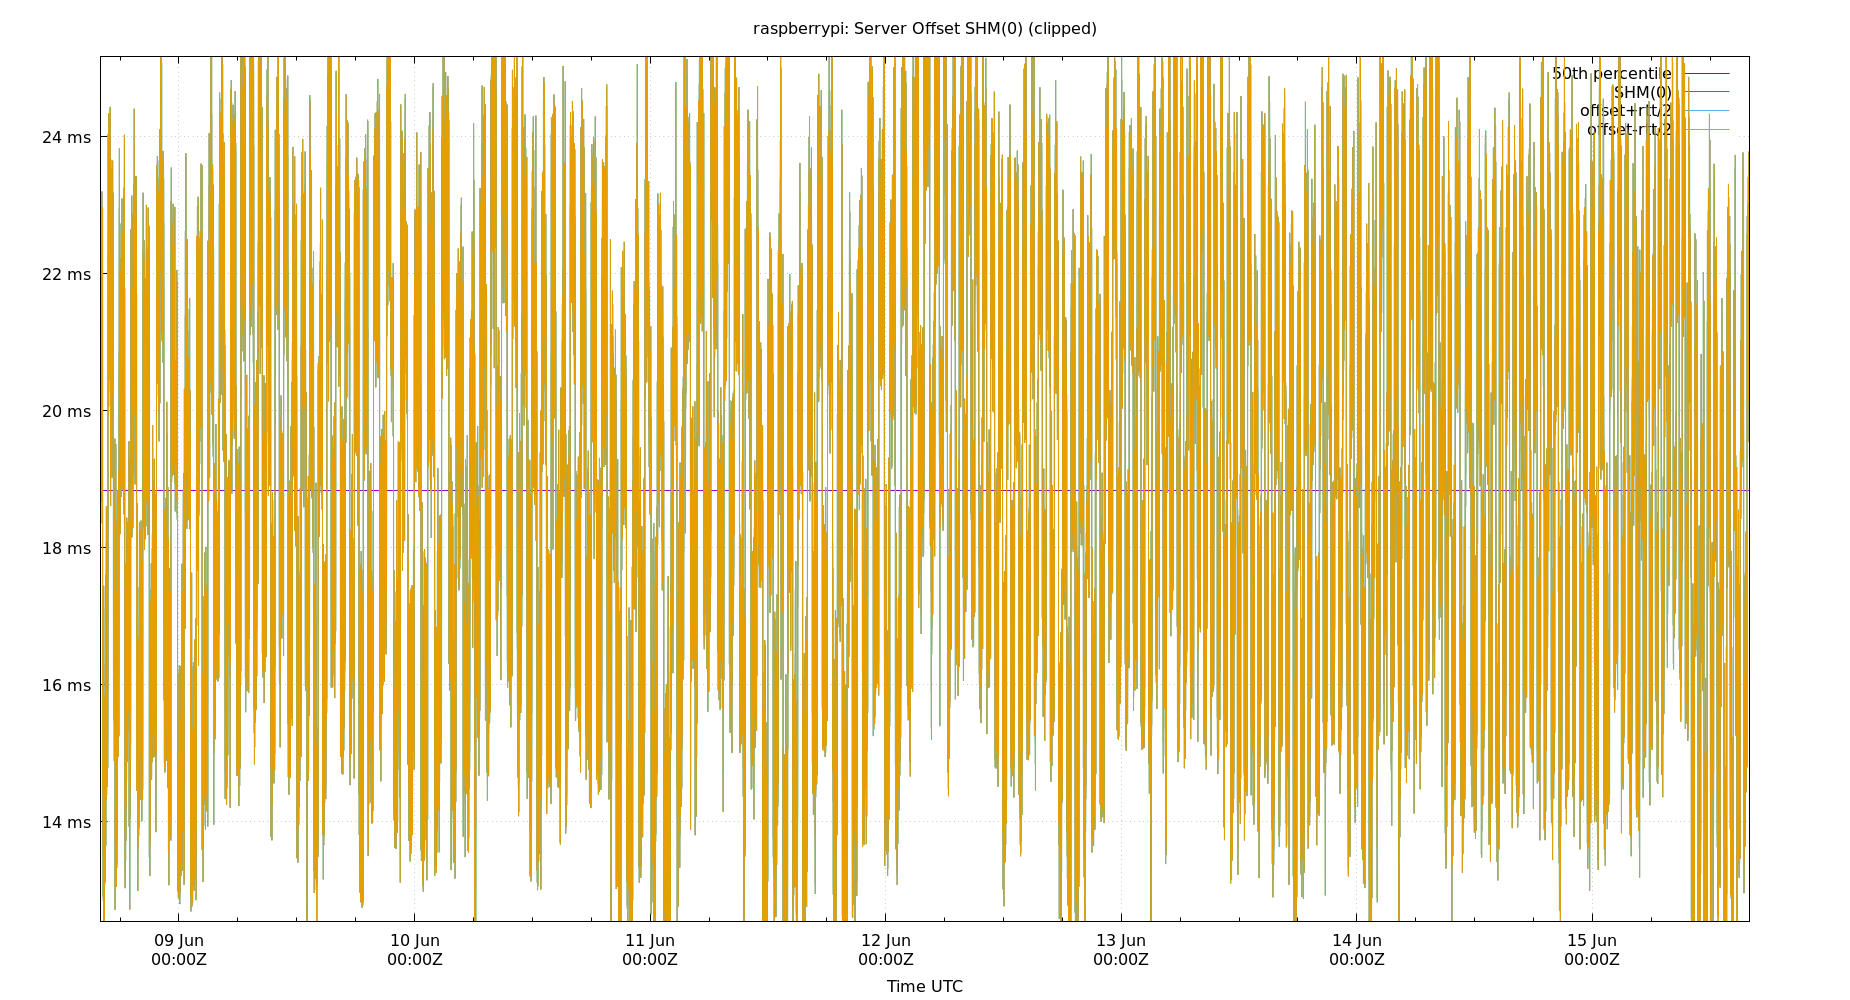 raspberrypi: Server Offset SHM(0) (clipped)
50th percentile
SHM(0)
offset+rtt/2
offset-rtt/2
24 ms
22 ms
20 ms
18 ms
16 ms
14 ms
09 Jun 10 Jun 11 Jun 12 Jun 13 Jun 14 Jun 15 Jun
00:00Z 00:00Z 00:00Z 00:00Z 00:00Z 00:00Z 00:00Z
Time UTC